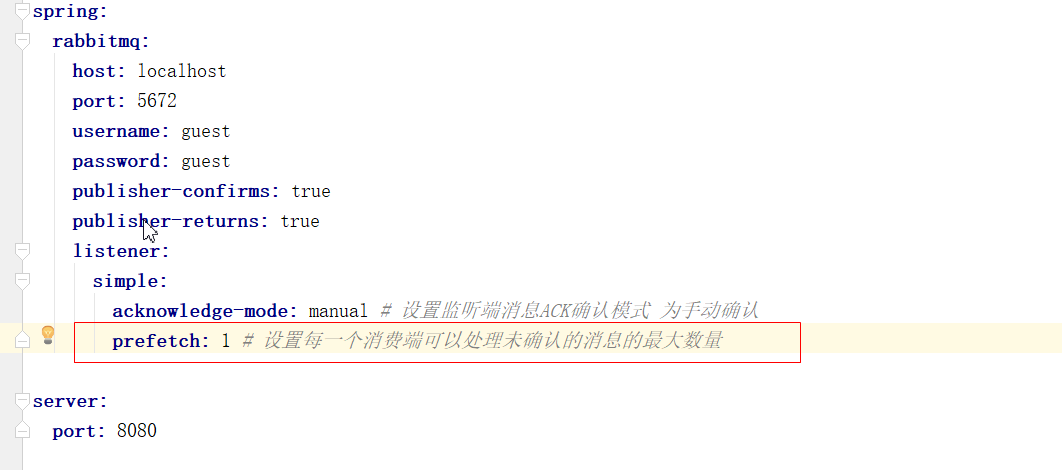 spring:
rabbitmq:
host: localhost
port: 5672
username: guest
password: guest
publisher-confirms: true
publisher-returns: true
listener:
simple:
acknowledge-mode: manual # 设置监听端消息ACK确认模式 为手动确认
prefetch: 1 # 设置每一个消费端可以处理未确认的消息的最大数量
server:
port: 8080